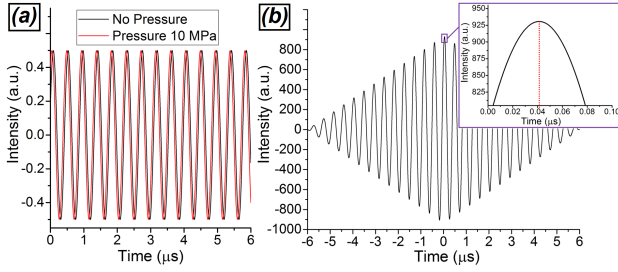 (a)
No Pressure
Pressure 10 MPa
Intensity (a.u.)
0.4
0.2
0.0
-0.2
-0.4
0 1 2 3 4 5 6
Time (μs)
(b)
Intensity (a.u.)
800
600
400
200
0
-200
-400
-600
-800
-1000
-6 -5 -4 -3 -2 -1 0 1 2 3 4 5 6
Time (μs)
Intensity (a.u.)
950
925
900
875
850
825
0.00 0.02 0.04 0.06 0.08 0.10
Time (μs)